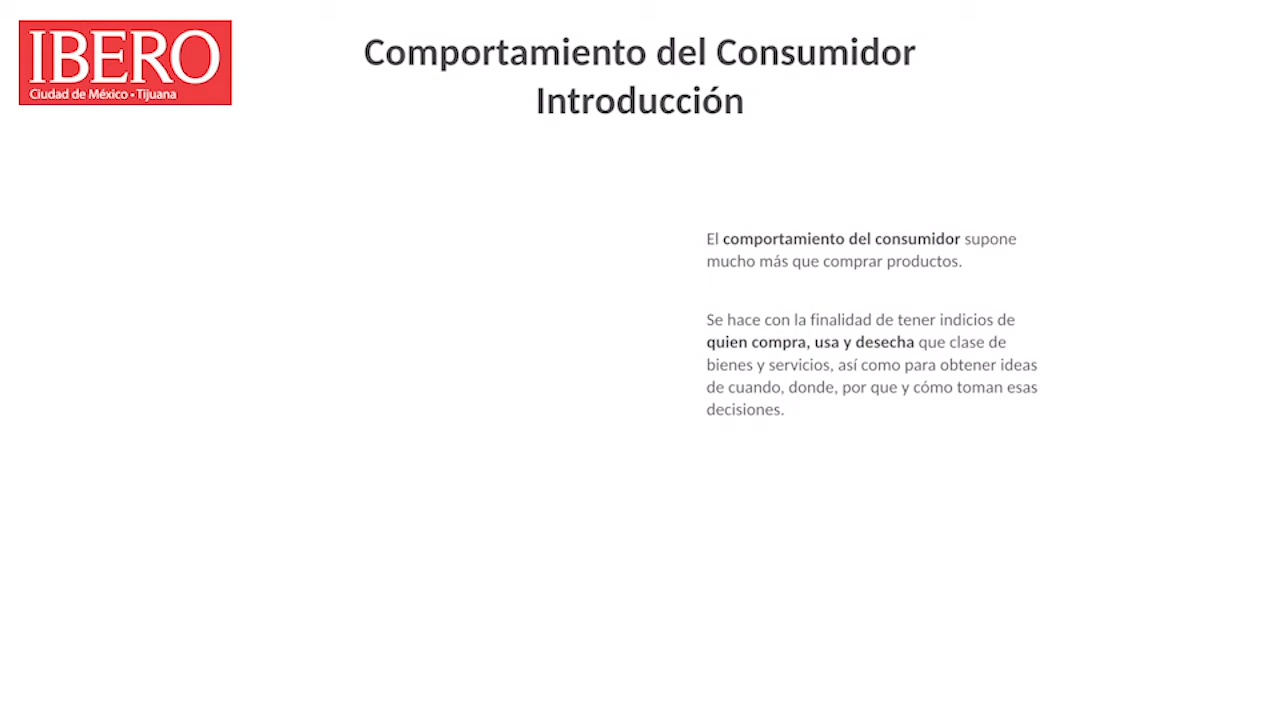 IBERO
Ciudad de México • Tijuana
Comportamiento del Consumidor
Introducción
El comportamiento del consumidor supone
mucho más que comprar productos.
Se hace con la finalidad de tener indicios de
quien compra, usa y desecha que clase de
bienes y servicios, así como para obtener ideas
de cuando, donde, por que y cómo toman esas
decisiones.